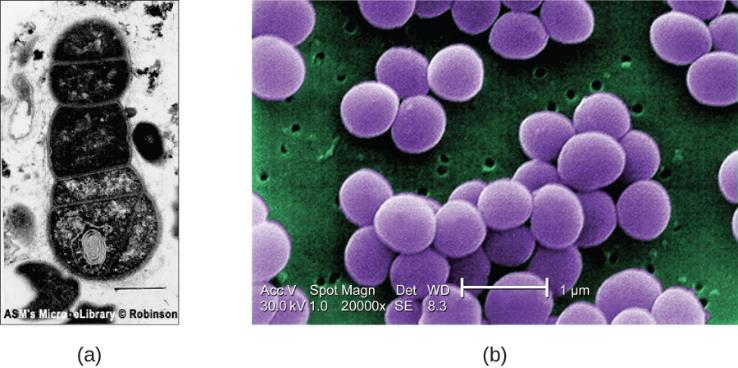 ASM's MicrobeLibrary © Robinson
Acc.V Spot Magn Det WD
30.0 kV 1.0 20000x SE 8.3
1 µm
(a)
(b)